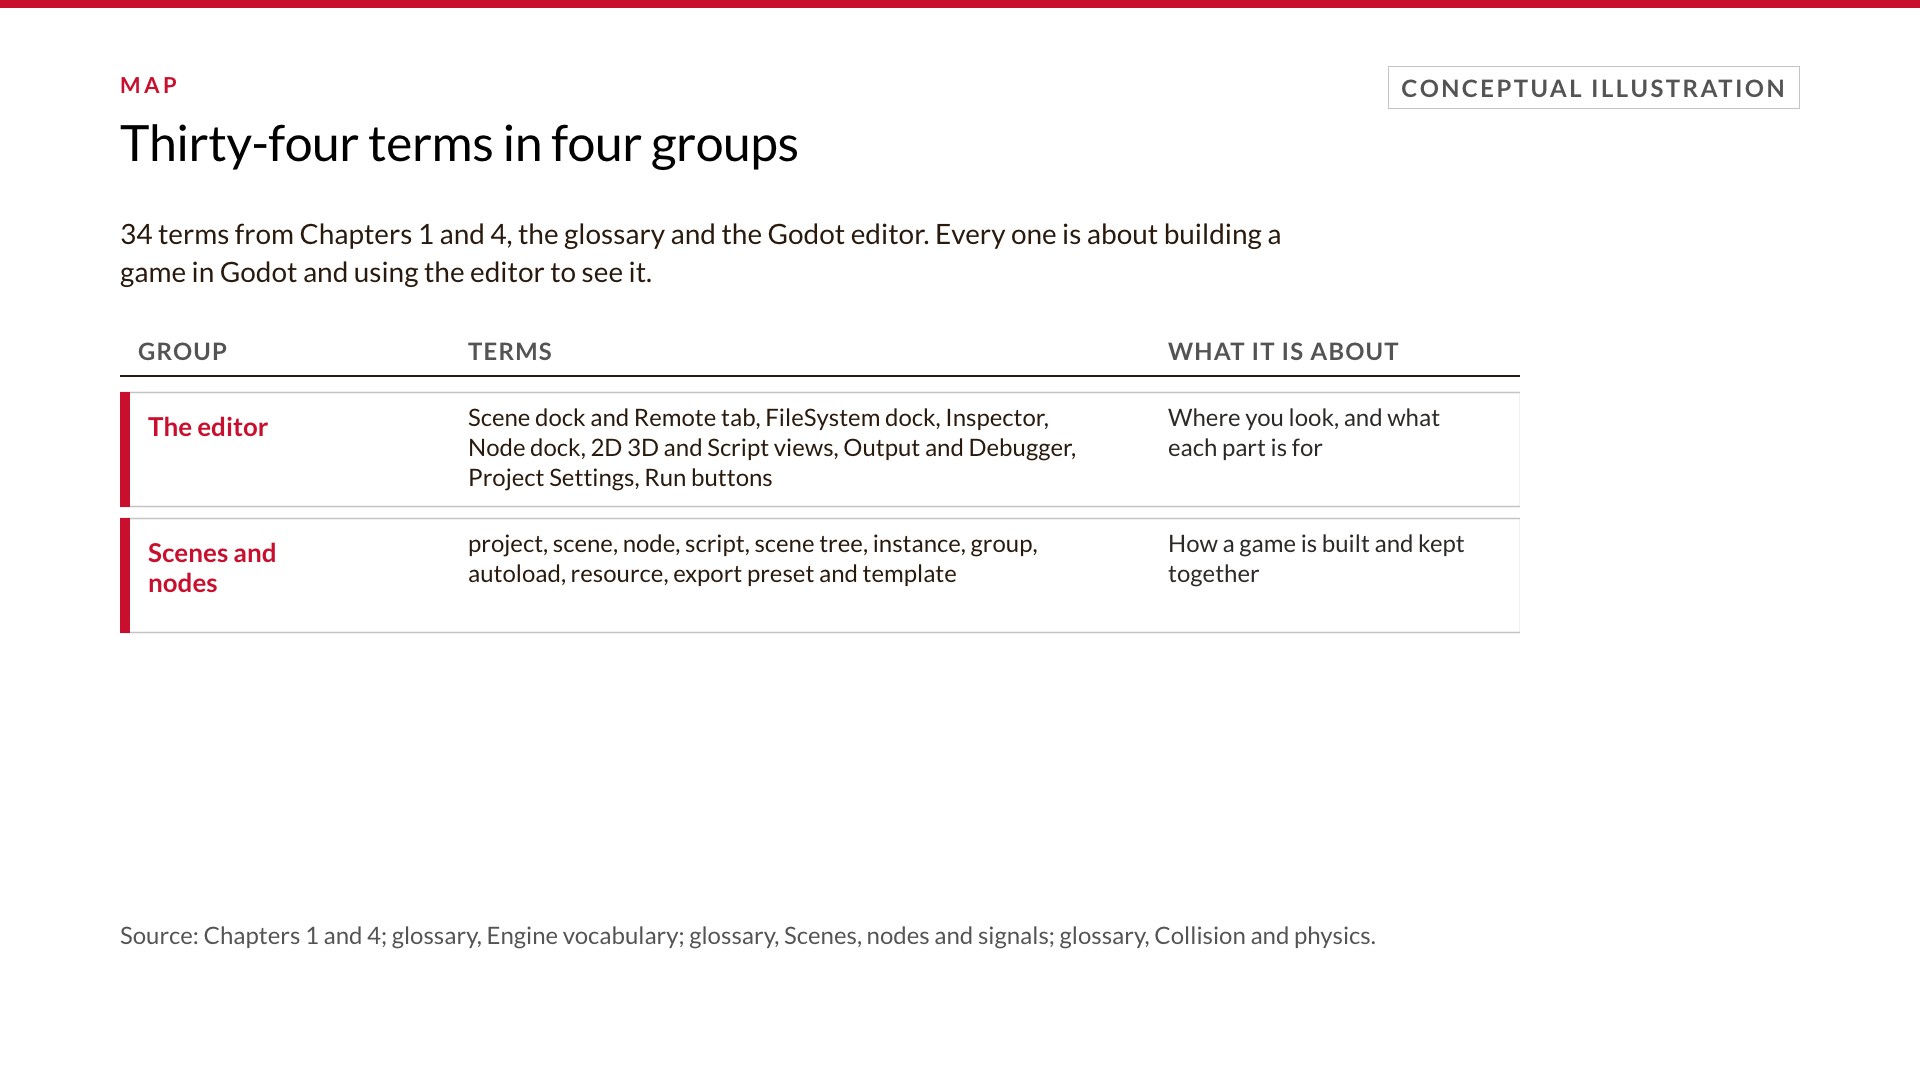 MAP
CONCEPTUAL ILLUSTRATION
Thirty-four terms in four groups
34 terms from Chapters 1 and 4, the glossary and the Godot editor. Every one is about building a
game in Godot and using the editor to see it.
GROUP TERMS WHAT IT IS ABOUT
The editor
Scene dock and Remote tab, FileSystem dock, Inspector,
Node dock, 2D 3D and Script views, Output and Debugger,
Project Settings, Run buttons
Where you look, and what
each part is for
Scenes and
nodes
project, scene, node, script, scene tree, instance, group,
autoload, resource, export preset and template
How a game is built and kept
together
Source: Chapters 1 and 4; glossary, Engine vocabulary; glossary, Scenes, nodes and signals; glossary, Collision and physics.